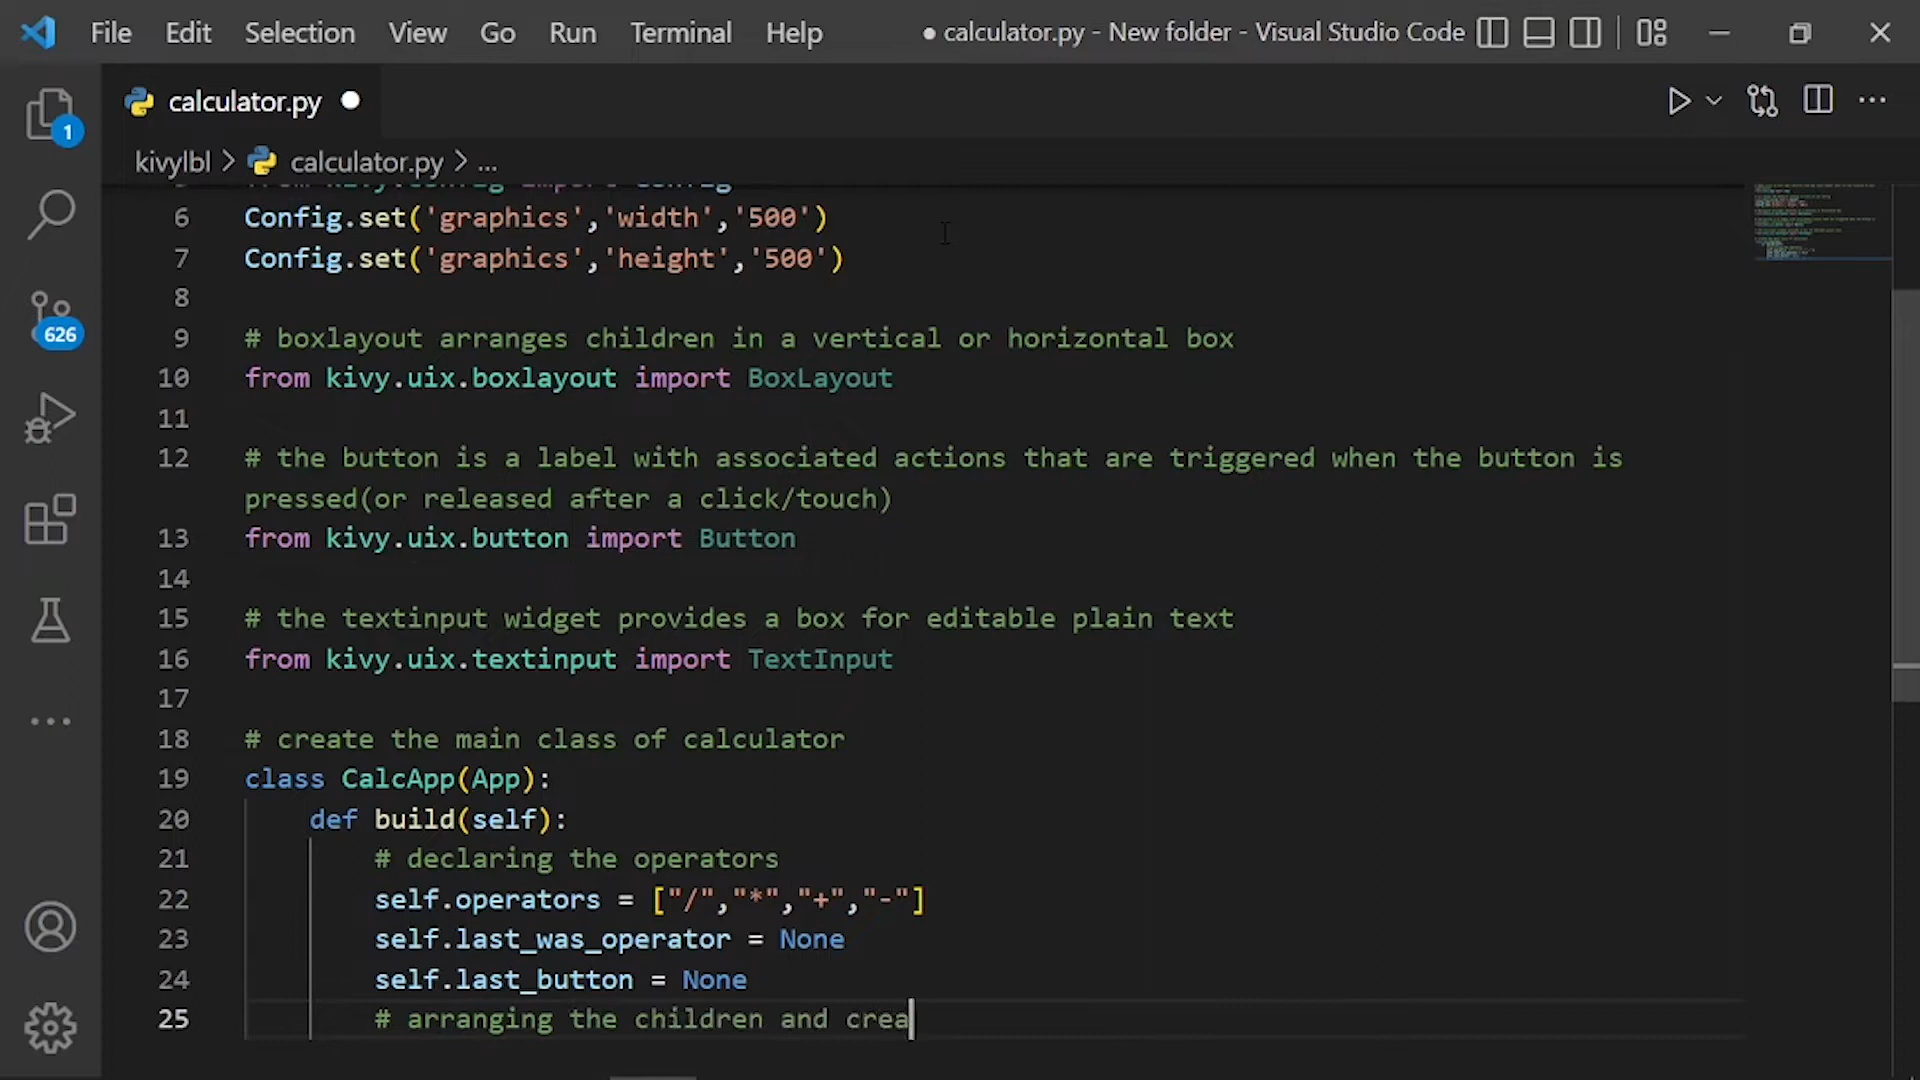 File Edit Selection View Go Run Terminal Help ● calculator.py - New folder - Visual Studio Code
calculator.py ●
1
kivylbl > calculator.py > ...
from kivy.config import Config
6 Config.set('graphics','width','500')
7 Config.set('graphics','height','500')
8
9 # boxlayout arranges children in a vertical or horizontal box
626
10 from kivy.uix.boxlayout import BoxLayout
11
12 # the button is a label with associated actions that are triggered when the button is
pressed(or released after a click/touch)
13 from kivy.uix.button import Button
14
15 # the textinput widget provides a box for editable plain text
16 from kivy.uix.textinput import TextInput
17
18 # create the main class of calculator
19 class CalcApp(App):
20 def build(self):
21 # declaring the operators
22 self.operators = ["/","*","+","-"]
23 self.last_was_operator = None
24 self.last_button = None
25 # arranging the children and crea